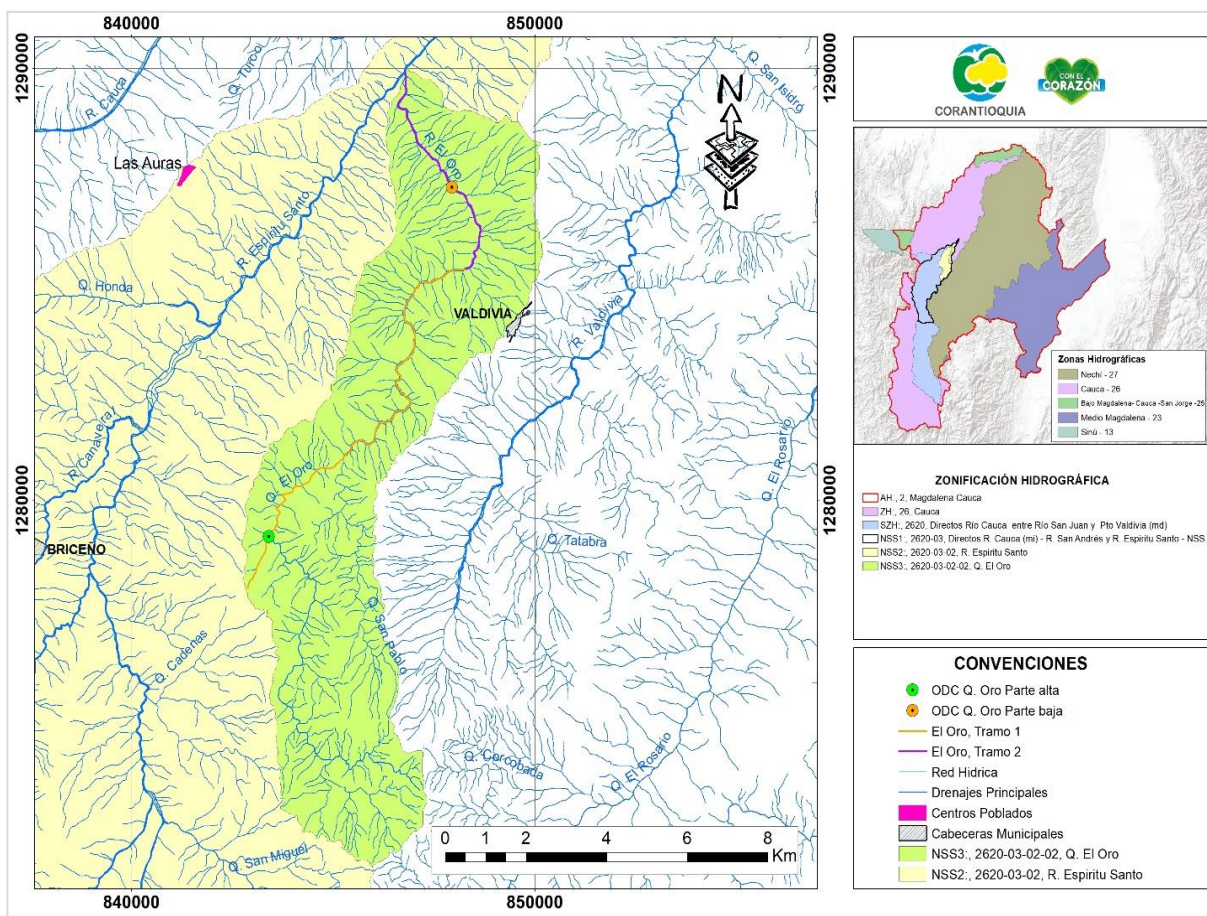 840000
850000
1290000
1290000
R. Cauca
Q. Turco
Q. San Isidro
N
Las Auras
R. El Oro
R. Espiritu Santo
Q. Honda
VALDIVIA
R. Valdivia
R. Cañaveral
Q. El Rosario
Q. El Oro
1280000
1280000
BRICEÑO
Q. Tatabra
Q. San Pablo
Q. Cadenas
Q. Corcobada
Q. El Rosario
Q. San Miguel
0 1 2 4 6 8
Km
840000
850000
CORANTIOQUIA
CON EL
CORAZÓN
Zonas Hidrográficas
Nechí - 27
Cauca - 26
Bajo Magdalena- Cauca -San Jorge -25
Medio Magdalena - 23
Sinú - 13
ZONIFICACIÓN HIDROGRÁFICA
AH:, 2, Magdalena Cauca
ZH:, 26, Cauca
SZH:, 2620, Directos Río Cauca entre Río San Juan y Pto Valdivia (md)
NSS1:, 2620-03, Directos R. Cauca (mi) - R. San Andrés y R. Espiritu Santo - NSS
NSS2:, 2620-03-02, R. Espiritu Santo
NSS3:, 2620-03-02-02, Q. El Oro
CONVENCIONES
ODC Q. Oro Parte alta
ODC Q. Oro Parte baja
El Oro, Tramo 1
El Oro, Tramo 2
Red Hidrica
Drenajes Principales
Centros Poblados
Cabeceras Municipales
NSS3:, 2620-03-02-02, Q. El Oro
NSS2:, 2620-03-02, R. Espiritu Santo